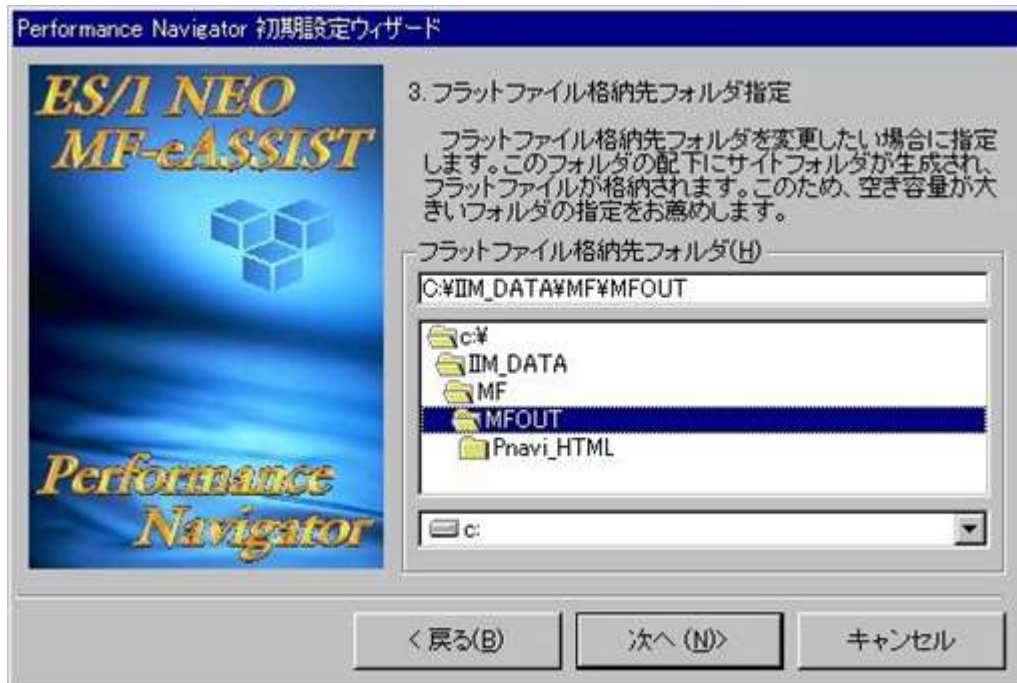 Performance Navigator 初期設定ウィザード
ES/1 NEO
MF-eASSIST
Performance
Navigator
3. フラットファイル格納先フォルダ指定
フラットファイル格納先フォルダを変更したい場合に指定
します。このフォルダの配下にサイトフォルダが生成され、
フラットファイルが格納されます。このため、空き容量が大
きいフォルダの指定をお薦めします。
フラットファイル格納先フォルダ(H)
C:¥IIM_DATA¥MF¥MFOUT
c:¥
IIM_DATA
MF
MFOUT
Pnavi_HTML
c:
< 戻る(B)
次へ (N)>
キャンセル